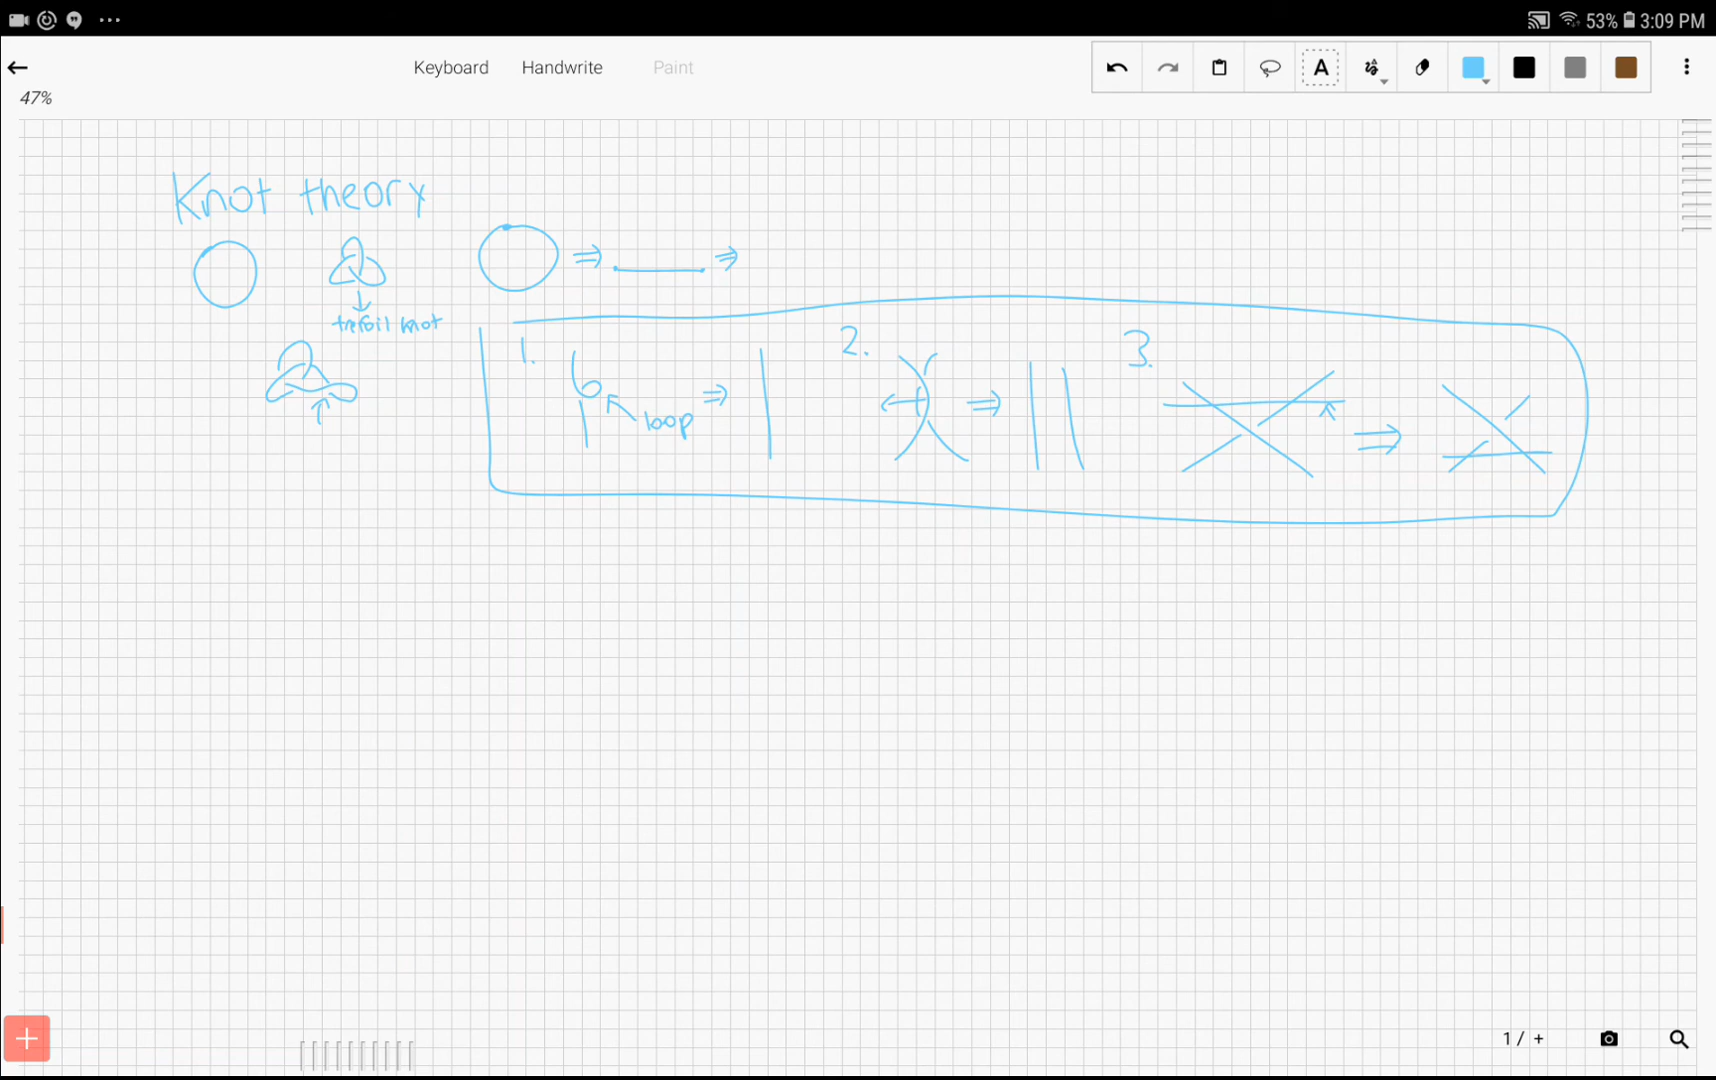 53% 3:09 PM
Keyboard Handwrite Paint
A
47%
Knot theory
⇒ ⇒
trefoil knot
1. ⇒ 2. ⇒ 3. ⇒
loop
1 / +